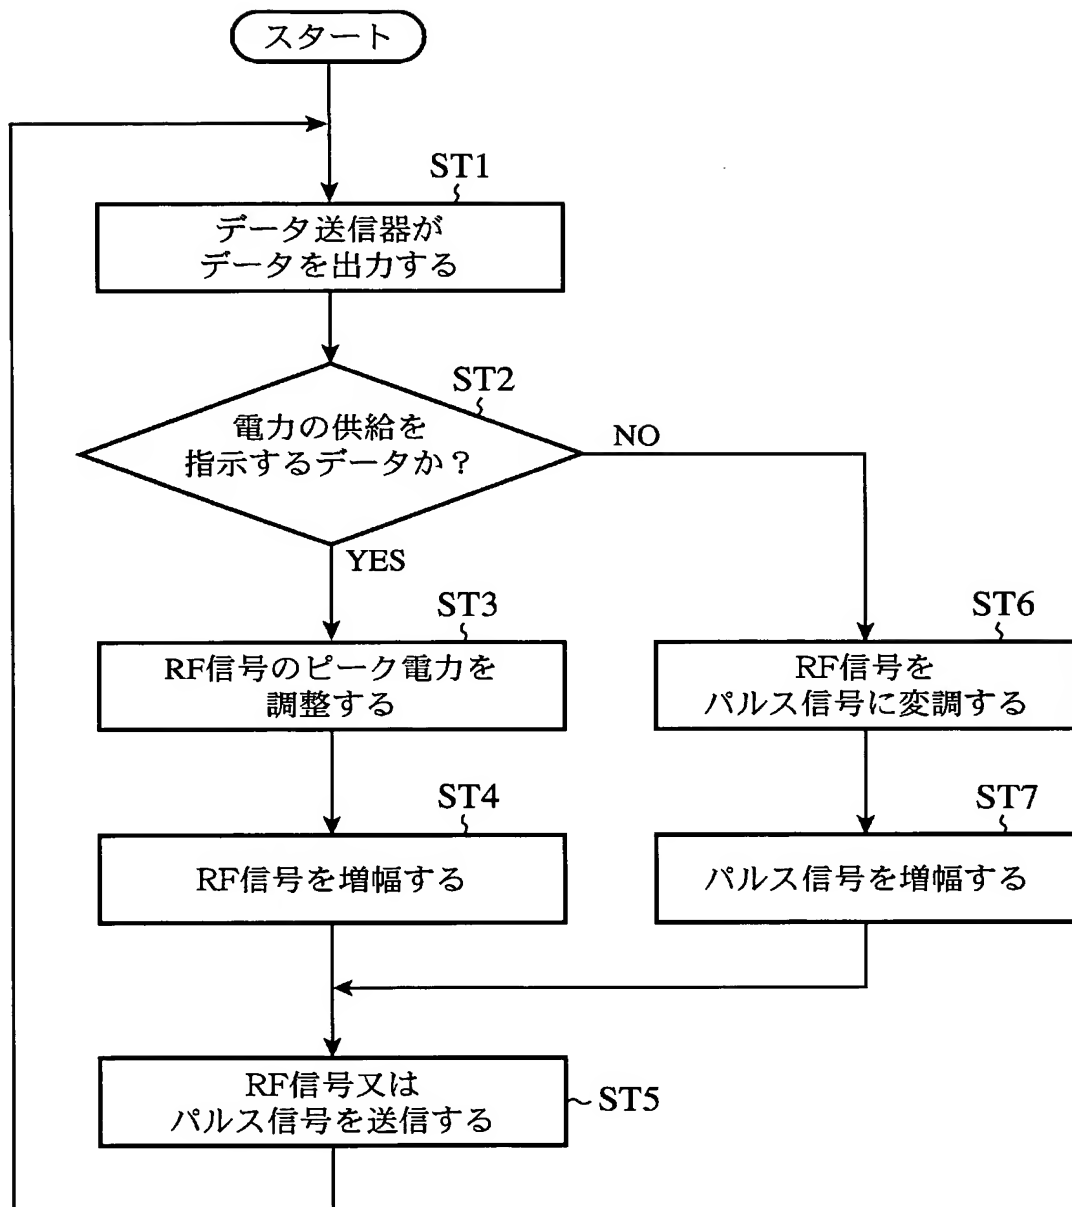 スタート
ST1
データ送信器が
データを出力する
ST2
電力の供給を
指示するデータか？
NO
YES
ST3
RF信号のピーク電力を
調整する
ST6
RF信号を
パルス信号に変調する
ST4
RF信号を増幅する
ST7
パルス信号を増幅する
RF信号又は
パルス信号を送信する
ST5